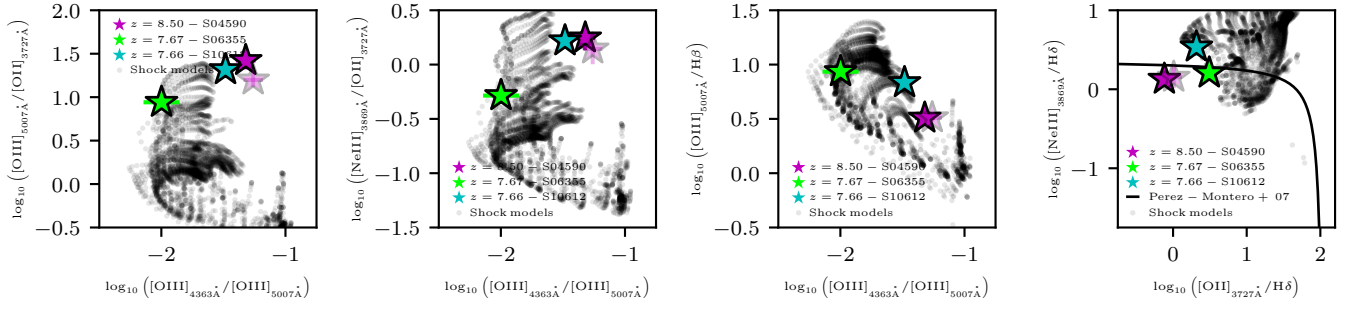 log₁₀ ([OIII]₅₀₀₇Å/[OII]₃₇₂₇Å)
2.0
1.5
1.0
0.5
0.0
−0.5
z = 8.50 − S04590
z = 7.67 − S06355
z = 7.66 − S10612
Shock models
−2
−1
log₁₀ ([OIII]₄₃₆₃Å/[OIII]₅₀₀₇Å)
log₁₀ ([NeIII]₃₈₆₉Å/[OII]₃₇₂₇Å)
0.5
0.0
−0.5
−1.0
−1.5
z = 8.50 − S04590
z = 7.67 − S06355
z = 7.66 − S10612
Shock models
−2
−1
log₁₀ ([OIII]₄₃₆₃Å/[OIII]₅₀₀₇Å)
log₁₀ ([OIII]₅₀₀₇Å/Hβ)
1.5
1.0
0.5
0.0
−0.5
z = 8.50 − S04590
z = 7.67 − S06355
z = 7.66 − S10612
Shock models
−2
−1
log₁₀ ([OIII]₄₃₆₃Å/[OIII]₅₀₀₇Å)
log₁₀ ([NeIII]₃₈₆₉Å/Hδ)
1
0
−1
z = 8.50 − S04590
z = 7.67 − S06355
z = 7.66 − S10612
Perez − Montero + 07
Shock models
0
1
2
log₁₀ ([OII]₃₇₂₇Å/Hδ)